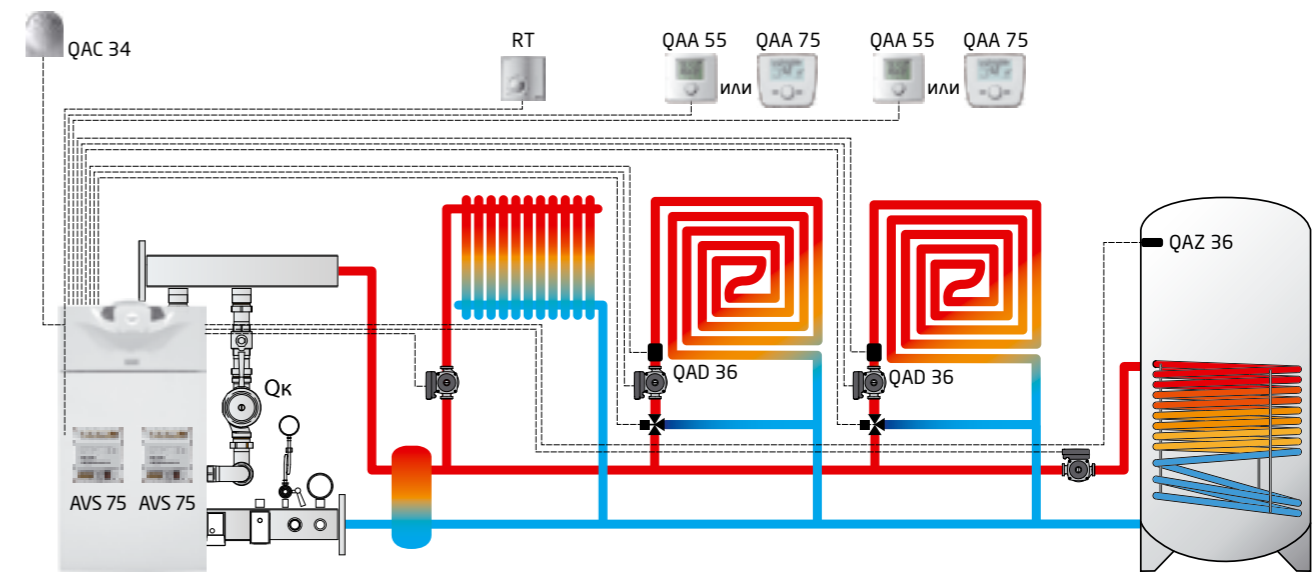 QAC 34
RT
QAA 55
QAA 75
QAA 55
QAA 75
или
или
QAZ 36
QAD 36
QAD 36
Qк
AVS 75
AVS 75